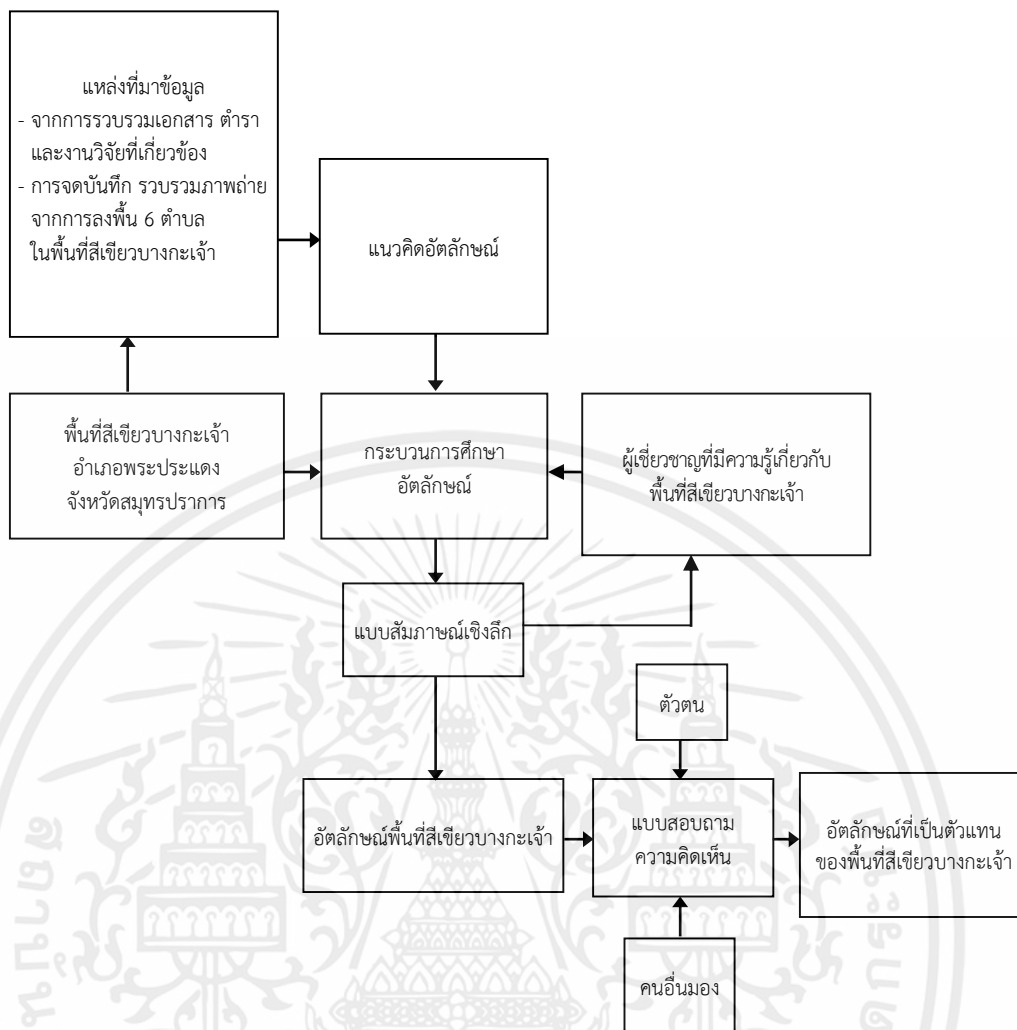 แหล่งที่มาข้อมูล
- จากการรวบรวมเอกสาร ตำรา
และงานวิจัยที่เกี่ยวข้อง
- การจดบันทึก รวบรวมภาพถ่าย
จากการลงพื้น 6 ตำบล
ในพื้นที่สีเขียวบางกะเจ้า
แนวคิดอัตลักษณ์
พื้นที่สีเขียวบางกะเจ้า
อำเภอพระประแดง
จังหวัดสมุทรปราการ
กระบวนการศึกษา
อัตลักษณ์
ผู้เชี่ยวชาญที่มีความรู้เกี่ยวกับ
พื้นที่สีเขียวบางกะเจ้า
แบบสัมภาษณ์เชิงลึก
ตัวตน
อัตลักษณ์พื้นที่สีเขียวบางกะเจ้า
แบบสอบถาม
ความคิดเห็น
อัตลักษณ์ที่เป็นตัวแทน
ของพื้นที่สีเขียวบางกะเจ้า
คนอื่นมอง